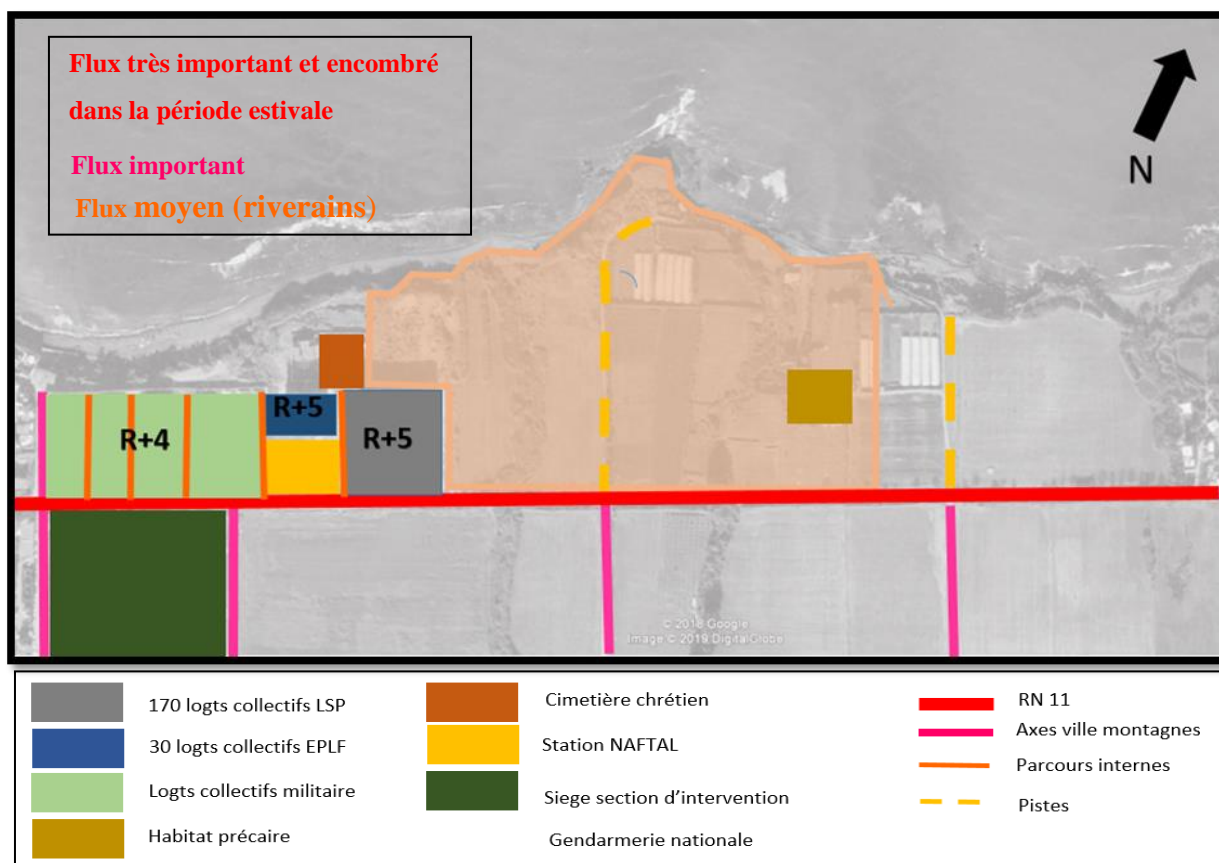 Flux très important et encombré
dans la période estivale
Flux important
Flux moyen (riverains)
N
R+5
R+4
R+5
© 2018 Google
Image © 2019 DigitalGlobe
170 logts collectifs LSP
30 logts collectifs EPLF
Logts collectifs militaire
Habitat précaire
Cimetière chrétien
Station NAFTAL
Siege section d'intervention
Gendarmerie nationale
RN 11
Axes ville montagnes
Parcours internes
Pistes